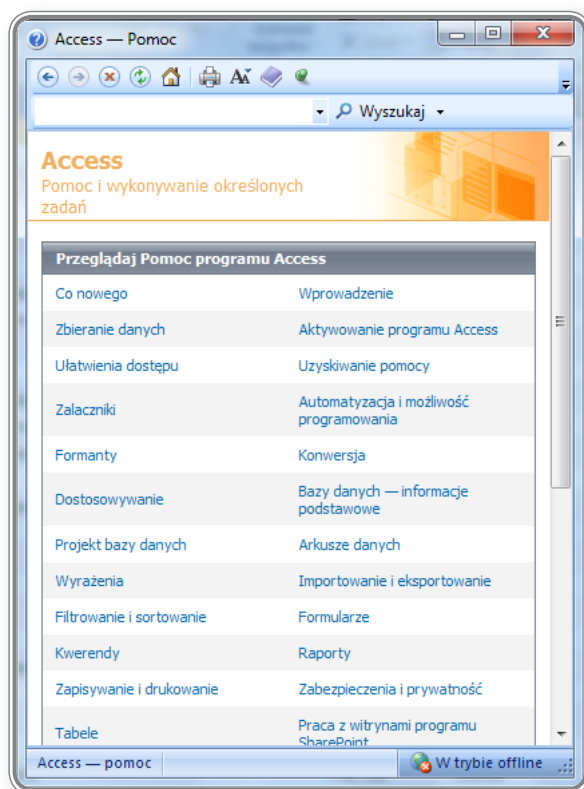 Access — Pomoc
Wyszukaj
Access
Pomoc i wykonywanie określonych
zadań
Przeglądaj Pomoc programu Access
Co nowego
Wprowadzenie
Zbieranie danych
Aktywowanie programu Access
Ułatwienia dostępu
Uzyskiwanie pomocy
Zalaczniki
Automatyzacja i możliwość
programowania
Formanty
Konwersja
Dostosowywanie
Bazy danych — informacje
podstawowe
Projekt bazy danych
Arkusze danych
Wyrażenia
Importowanie i eksportowanie
Filtrowanie i sortowanie
Formularze
Kwerendy
Raporty
Zapisywanie i drukowanie
Zabezpieczenia i prywatność
Tabele
Praca z witrynami programu
SharePoint
Access — pomoc
W trybie offline